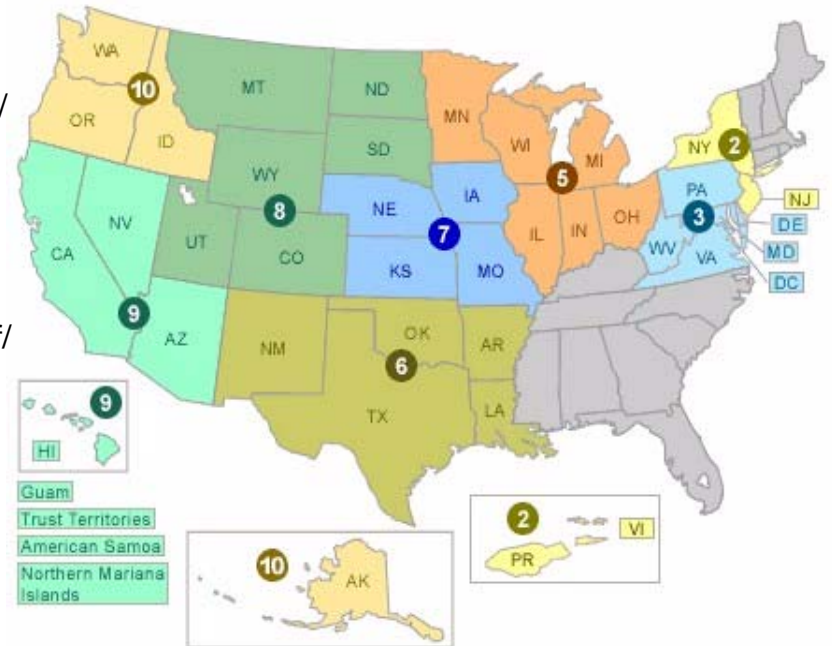 WA
10
MT
ND
MN
/
OR
ID
SD
WI
MI
NY
2
WY
5
PA
NJ
8
NE
IA
3
DE
NV
7
IL
IN
OH
WV
MD
CA
UT
CO
KS
MO
VA
DC
9
AZ
NM
OK
AR
f/
6
TX
LA
9
HI
Guam
Trust Territories
American Samoa
Northern Mariana
Islands
10
AK
2
VI
PR